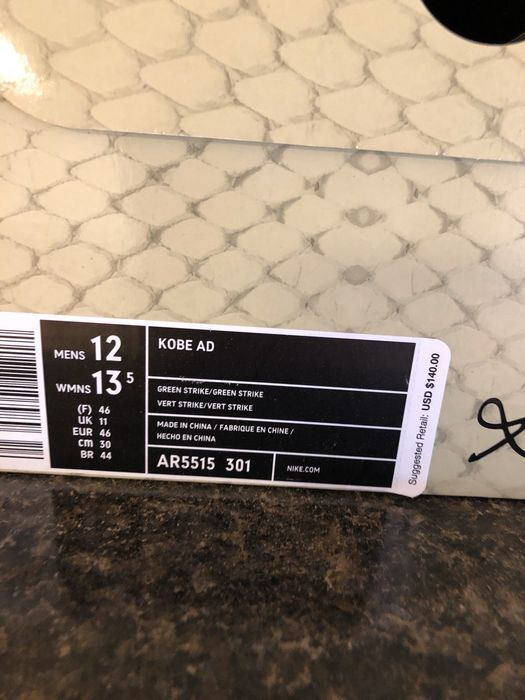 MENS 12
WMNS 13 5
(F) 46
UK 11
EUR 46
cm 30
BR 44
KOBE AD
GREEN STRIKE/GREEN STRIKE
VERT STRIKE/VERT STRIKE
MADE IN CHINA / FABRIQUE EN CHINE /
HECHO EN CHINA
AR5515 301
NIKE.COM
Suggested Retail: USD $140.00